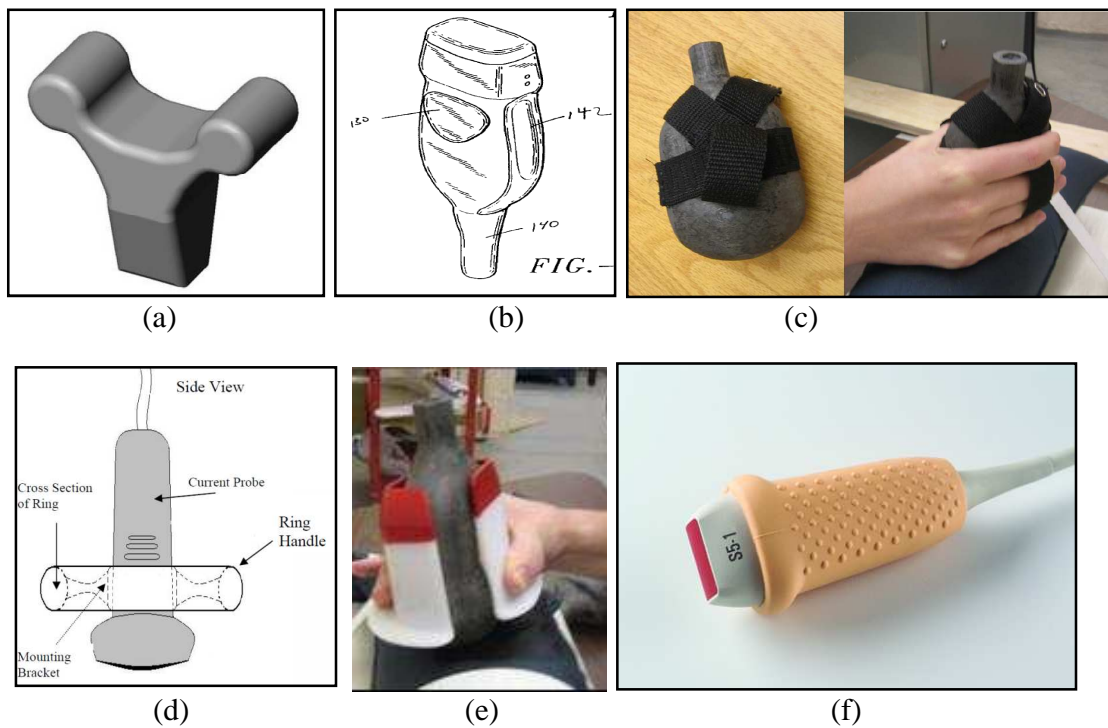 130
142
140
FIG.
(a)
(b)
(c)
Side View
Cross Section
of Ring
Current Probe
Ring
Handle
Mounting
Bracket
S5-1
(d)
(e)
(f)